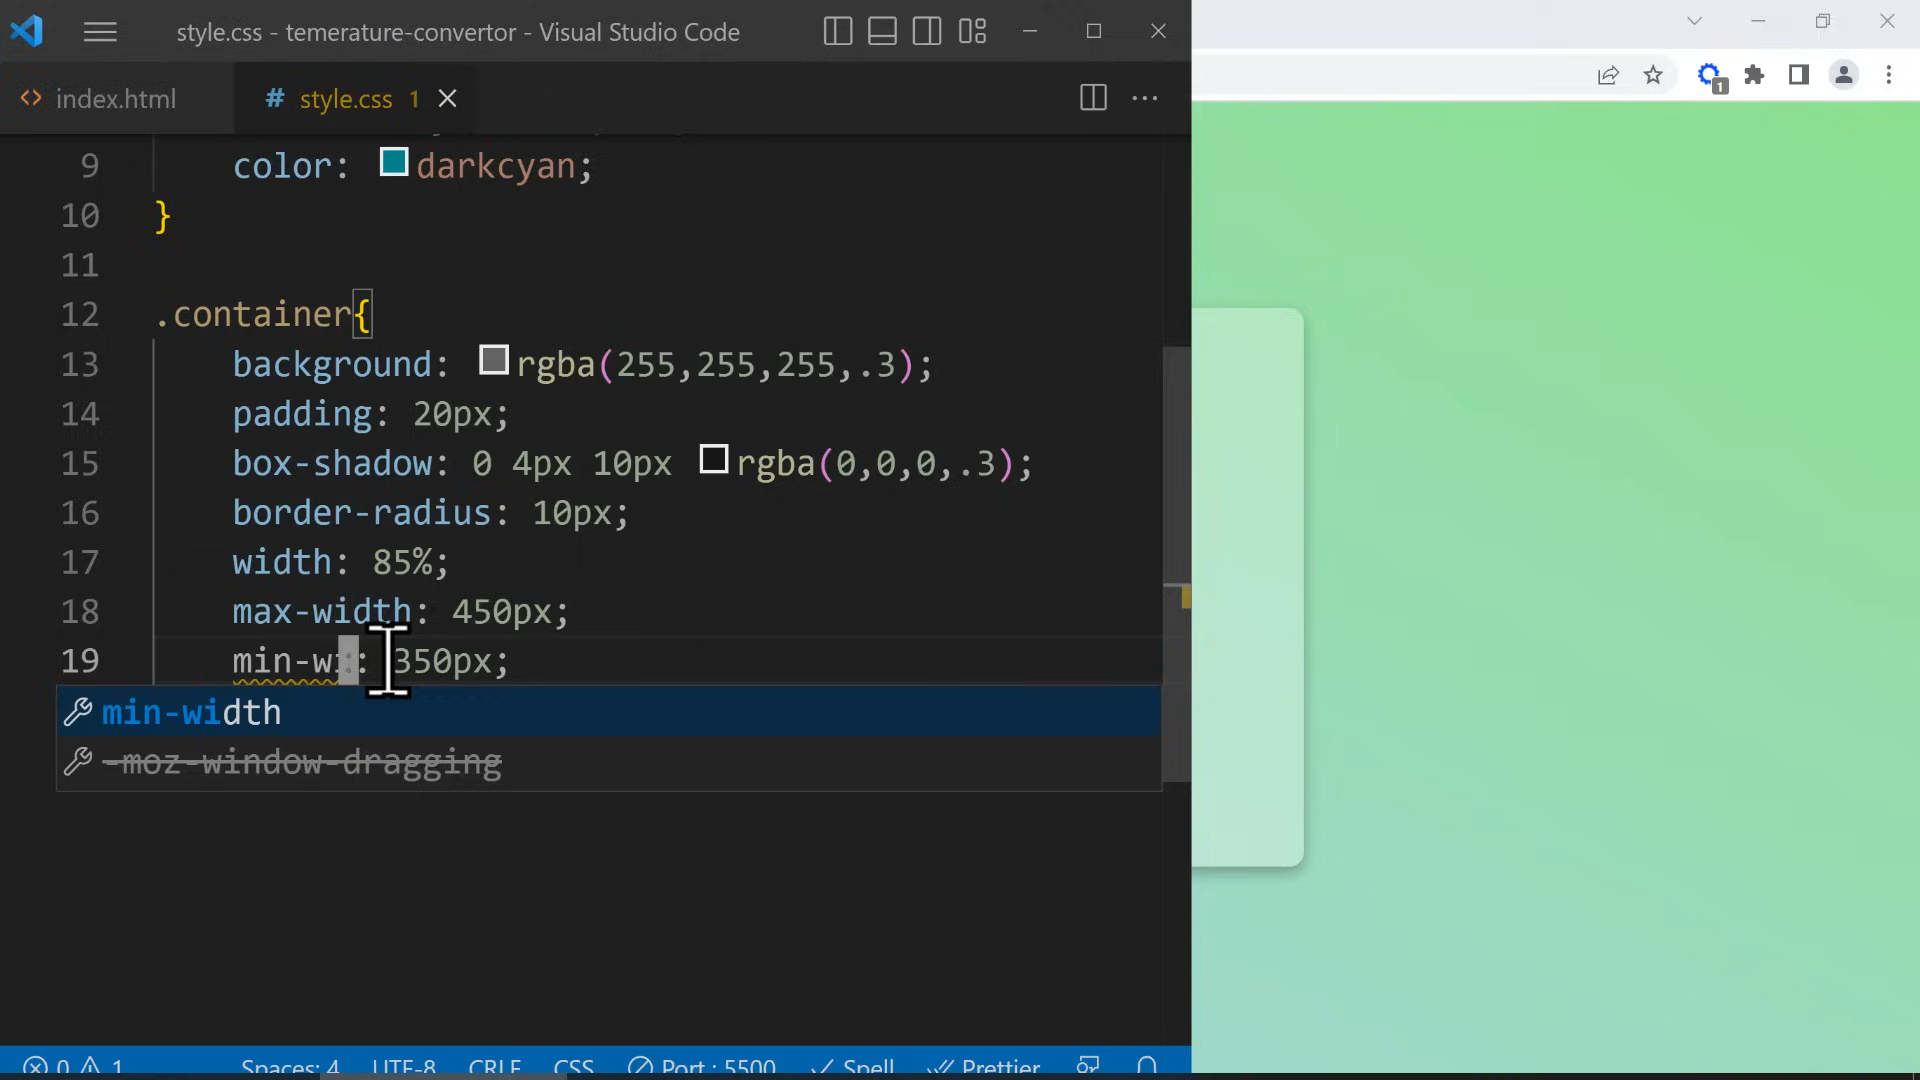 style.css - temerature-convertor - Visual Studio Code
index.html
# style.css 1
9 color: darkcyan;
10 }
11
12 .container{
13 background: rgba(255,255,255,.3);
14 padding: 20px;
15 box-shadow: 0 4px 10px rgba(0,0,0,.3);
16 border-radius: 10px;
17 width: 85%;
18 max-width: 450px;
19 min-wi: 350px;
min-width
-moz-window-dragging
0 1 Spaces: 4 UTF-8 CRLF CSS Port : 5500 Spell Prettier
1